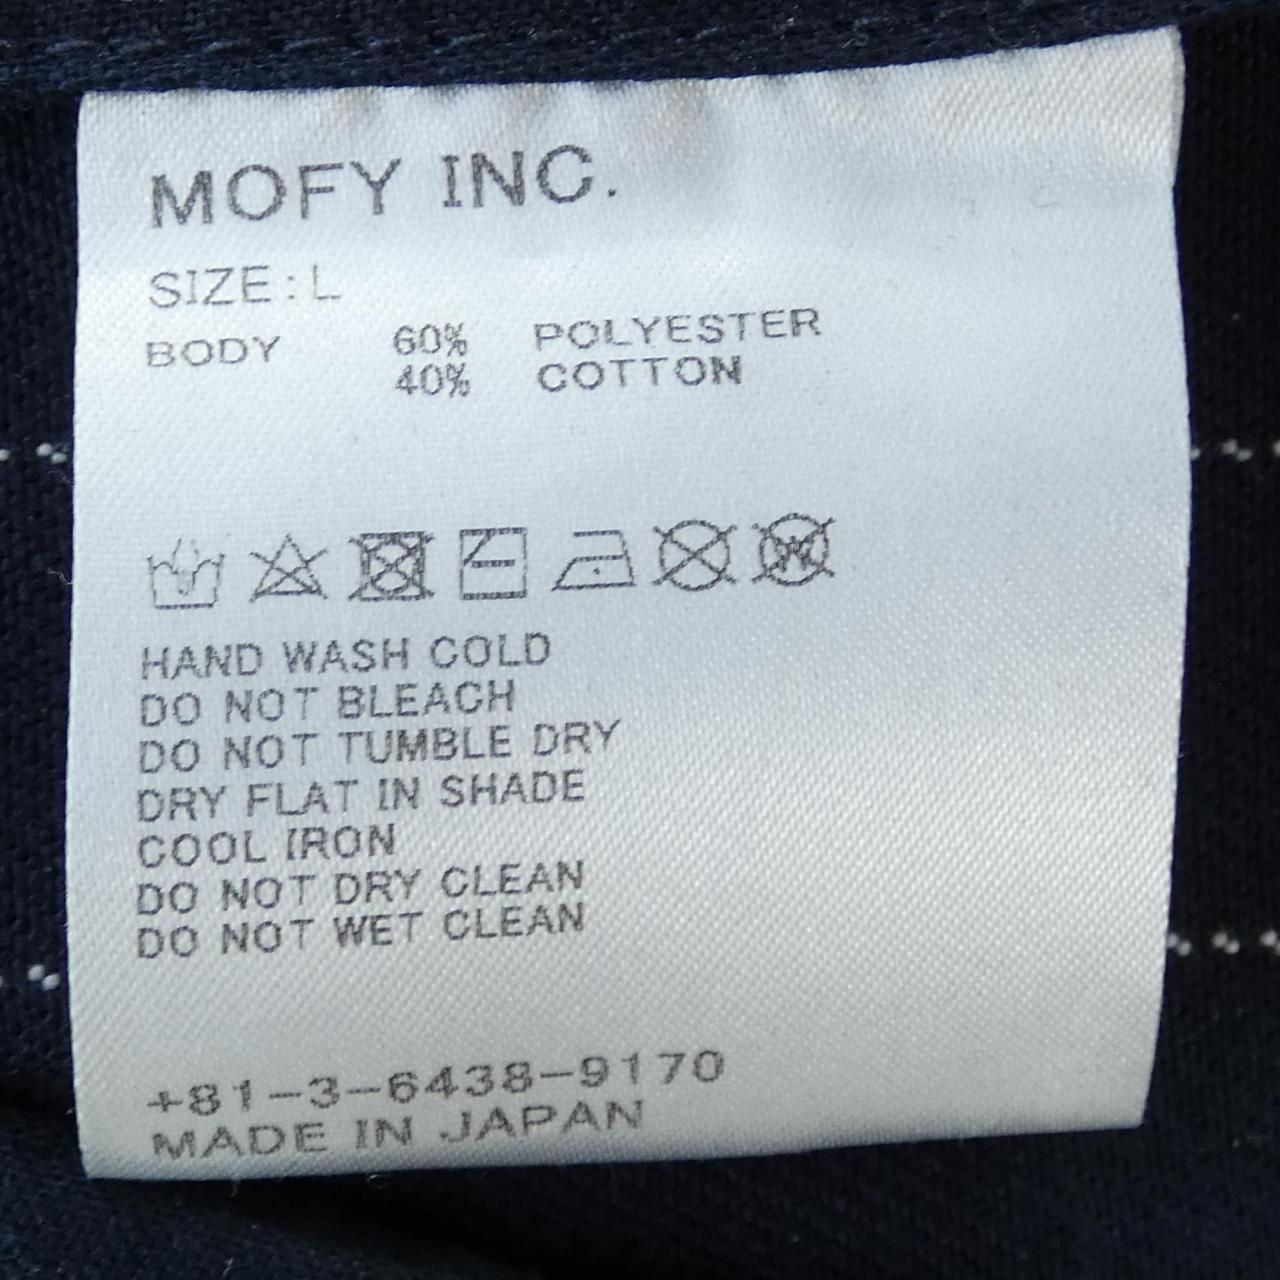 MOFY INC.
SIZE:L
BODY 60% POLYESTER
40% COTTON
HAND WASH COLD
DO NOT BLEACH
DO NOT TUMBLE DRY
DRY FLAT IN SHADE
COOL IRON
DO NOT DRY CLEAN
DO NOT WET CLEAN
+81-3-6438-9170
MADE IN JAPAN